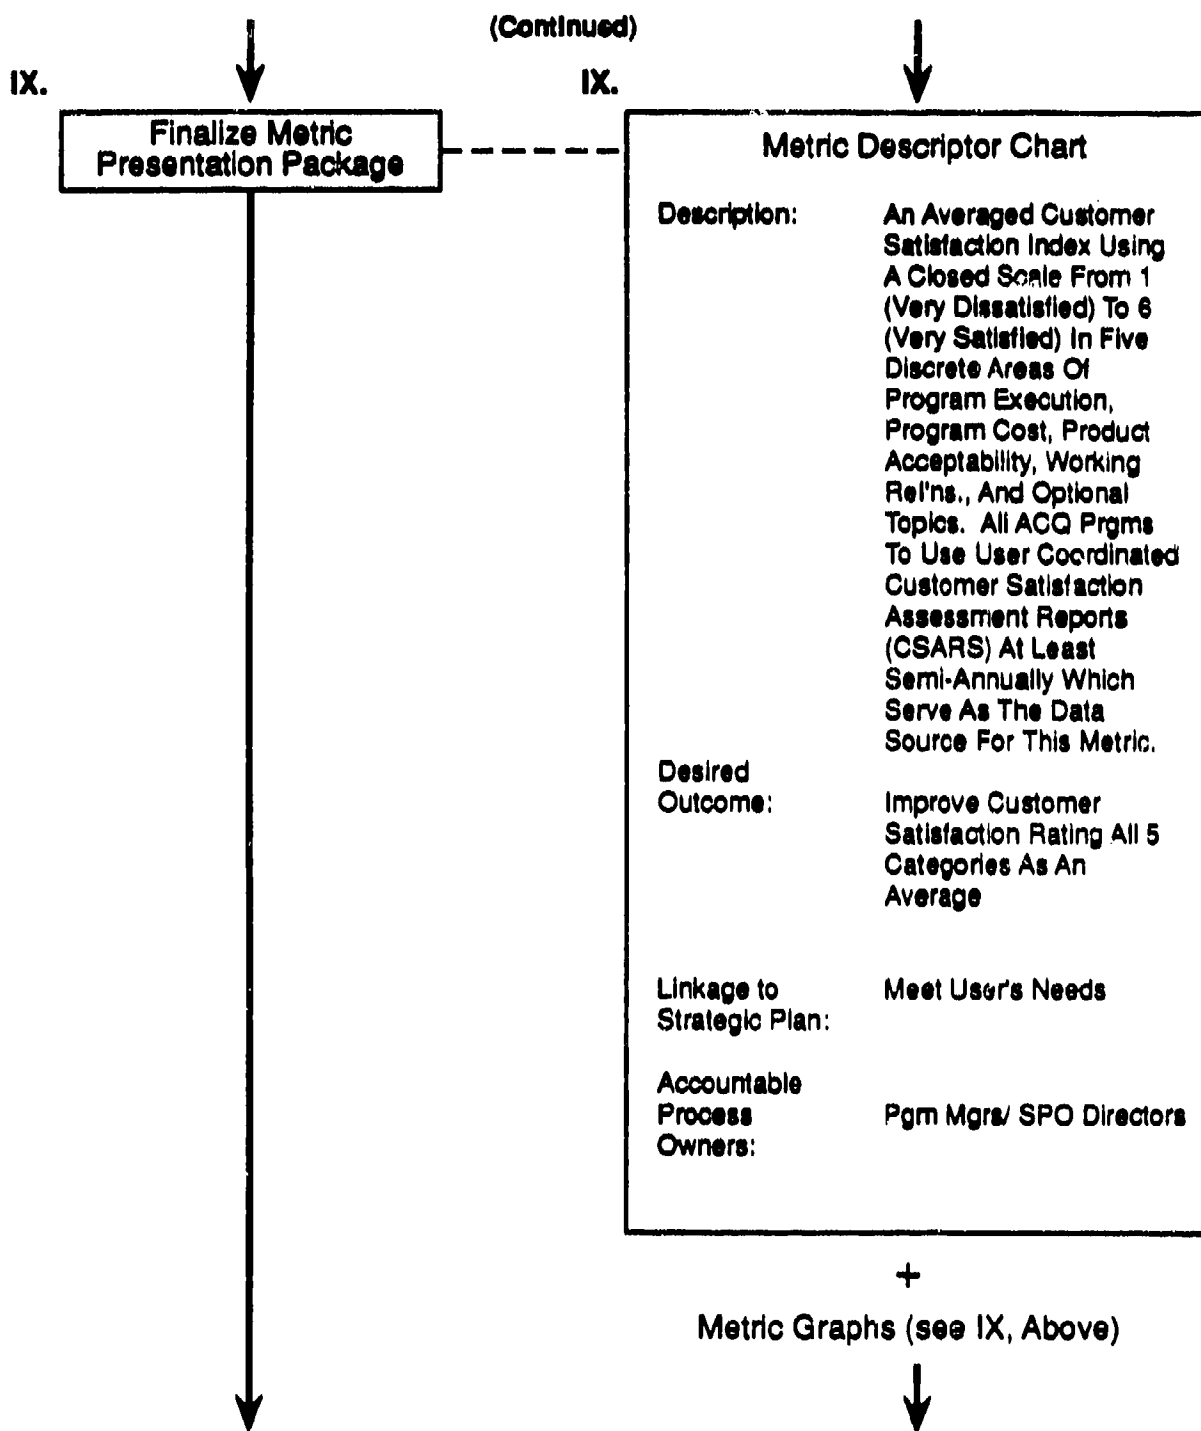 (Continued)
IX.
Finalize Metric
Presentation Package
IX.
Metric Descriptor Chart
Description:
An Averaged Customer
Satisfaction Index Using
A Closed Scale From 1
(Very Dissatisfied) To 6
(Very Satisfied) In Five
Discrete Areas Of
Program Execution,
Program Cost, Product
Acceptability, Working
Rel'ns., And Optional
Topics. All ACQ Prgms
To Use User Coordinated
Customer Satisfaction
Assessment Reports
(CSARS) At Least
Semi-Annually Which
Serve As The Data
Source For This Metric.
Desired
Outcome:
Improve Customer
Satisfaction Rating All 5
Categories As An
Average
Linkage to
Strategic Plan:
Meet User's Needs
Accountable
Process
Owners:
Pgm Mgrs/ SPO Directors
+
Metric Graphs (see IX, Above)